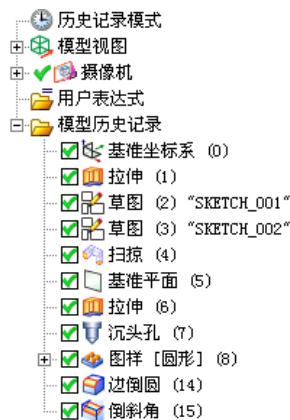 历史记录模式
模型视图
摄像机
用户表达式
模型历史记录
基准坐标系 (0)
拉伸 (1)
草图 (2) "SKETCH_001"
草图 (3) "SKETCH_002"
扫掠 (4)
基准平面 (5)
拉伸 (6)
沉头孔 (7)
图样 [圆形] (8)
边倒圆 (14)
倒斜角 (15)